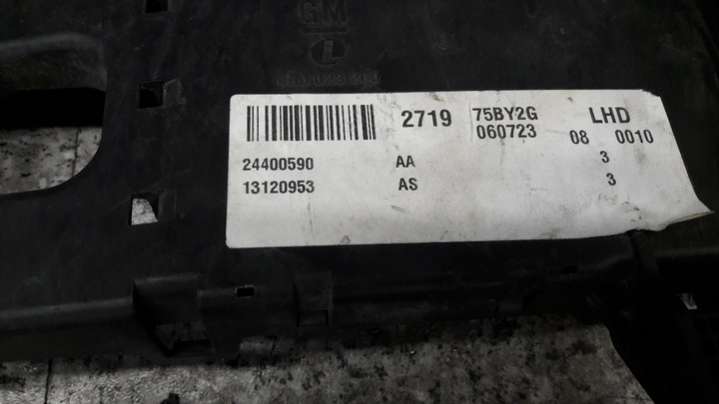 GM
2719 75BY2G LHD
060723 08 0010
24400590 AA 3
13120953 AS 3